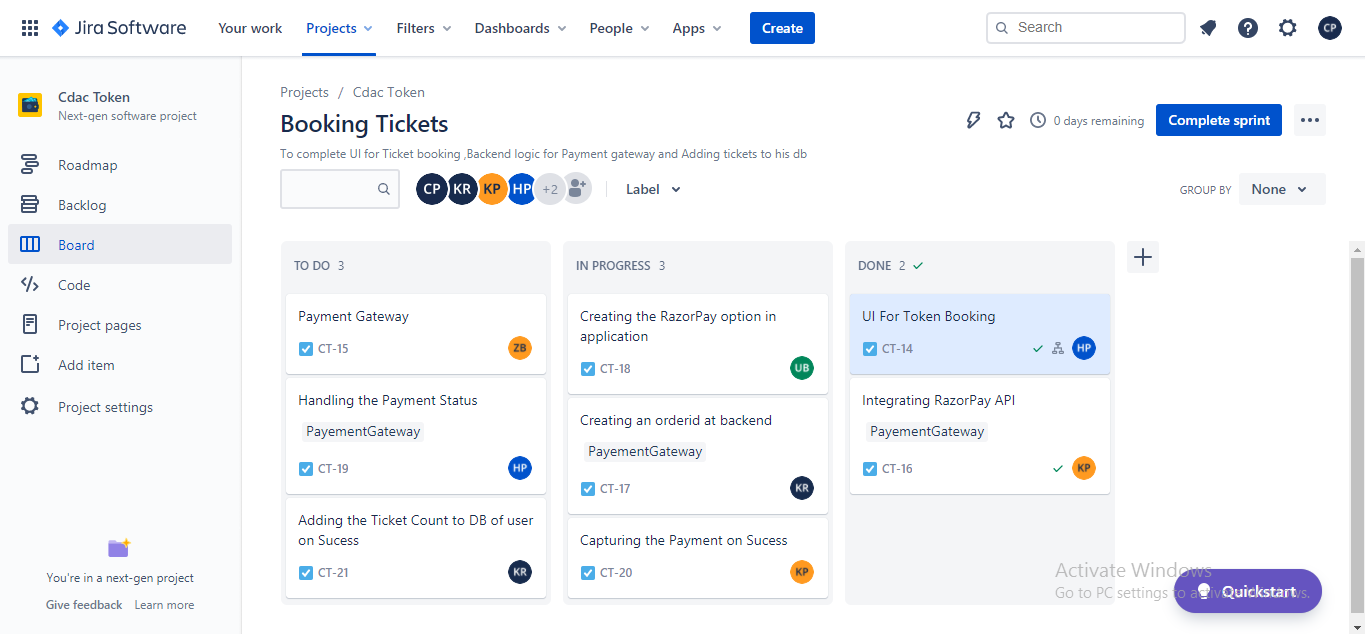 Jira Software Your work Projects Filters Dashboards People Apps Create Search CP
Cdac Token
Next-gen software project
Roadmap
Backlog
Board
Code
Project pages
Add item
Project settings
You're in a next-gen project
Give feedback Learn more
Projects / Cdac Token
Booking Tickets
0 days remaining Complete sprint
To complete UI for Ticket booking ,Backend logic for Payment gateway and Adding tickets to his db
CP KR KP HP +2 Label GROUP BY None
TO DO 3
Payment Gateway
CT-15 ZB
Handling the Payment Status
PayementGateway
CT-19 HP
Adding the Ticket Count to DB of user
on Sucess
CT-21 KR
IN PROGRESS 3
Creating the RazorPay option in
application
CT-18 UB
Creating an orderid at backend
PayementGateway
CT-17 KR
Capturing the Payment on Sucess
CT-20 KP
DONE 2
UI For Token Booking
CT-14 HP
Integrating RazorPay API
PayementGateway
CT-16 KP
Activate Windows
Go to PC settings to activate Windows.
Quickstart